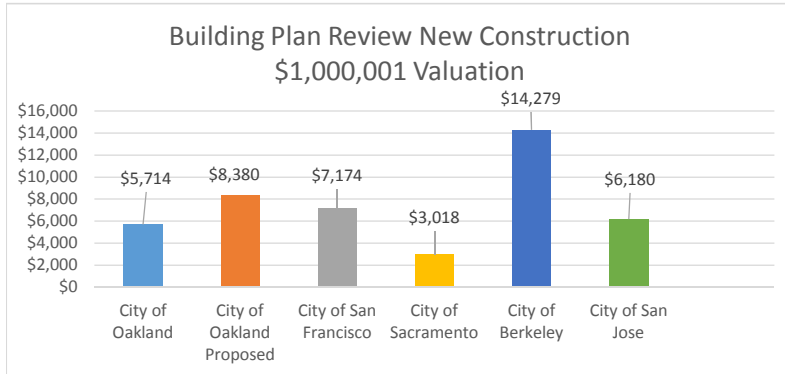 Building Plan Review New Construction
$1,000,001 Valuation
$16,000
$14,000
$12,000
$10,000
$8,000
$6,000
$4,000
$2,000
$0
$5,714
$8,380
$7,174
$3,018
$14,279
$6,180
City of
Oakland
City of
Oakland
Proposed
City of San
Francisco
City of
Sacramento
City of
Berkeley
City of San
Jose